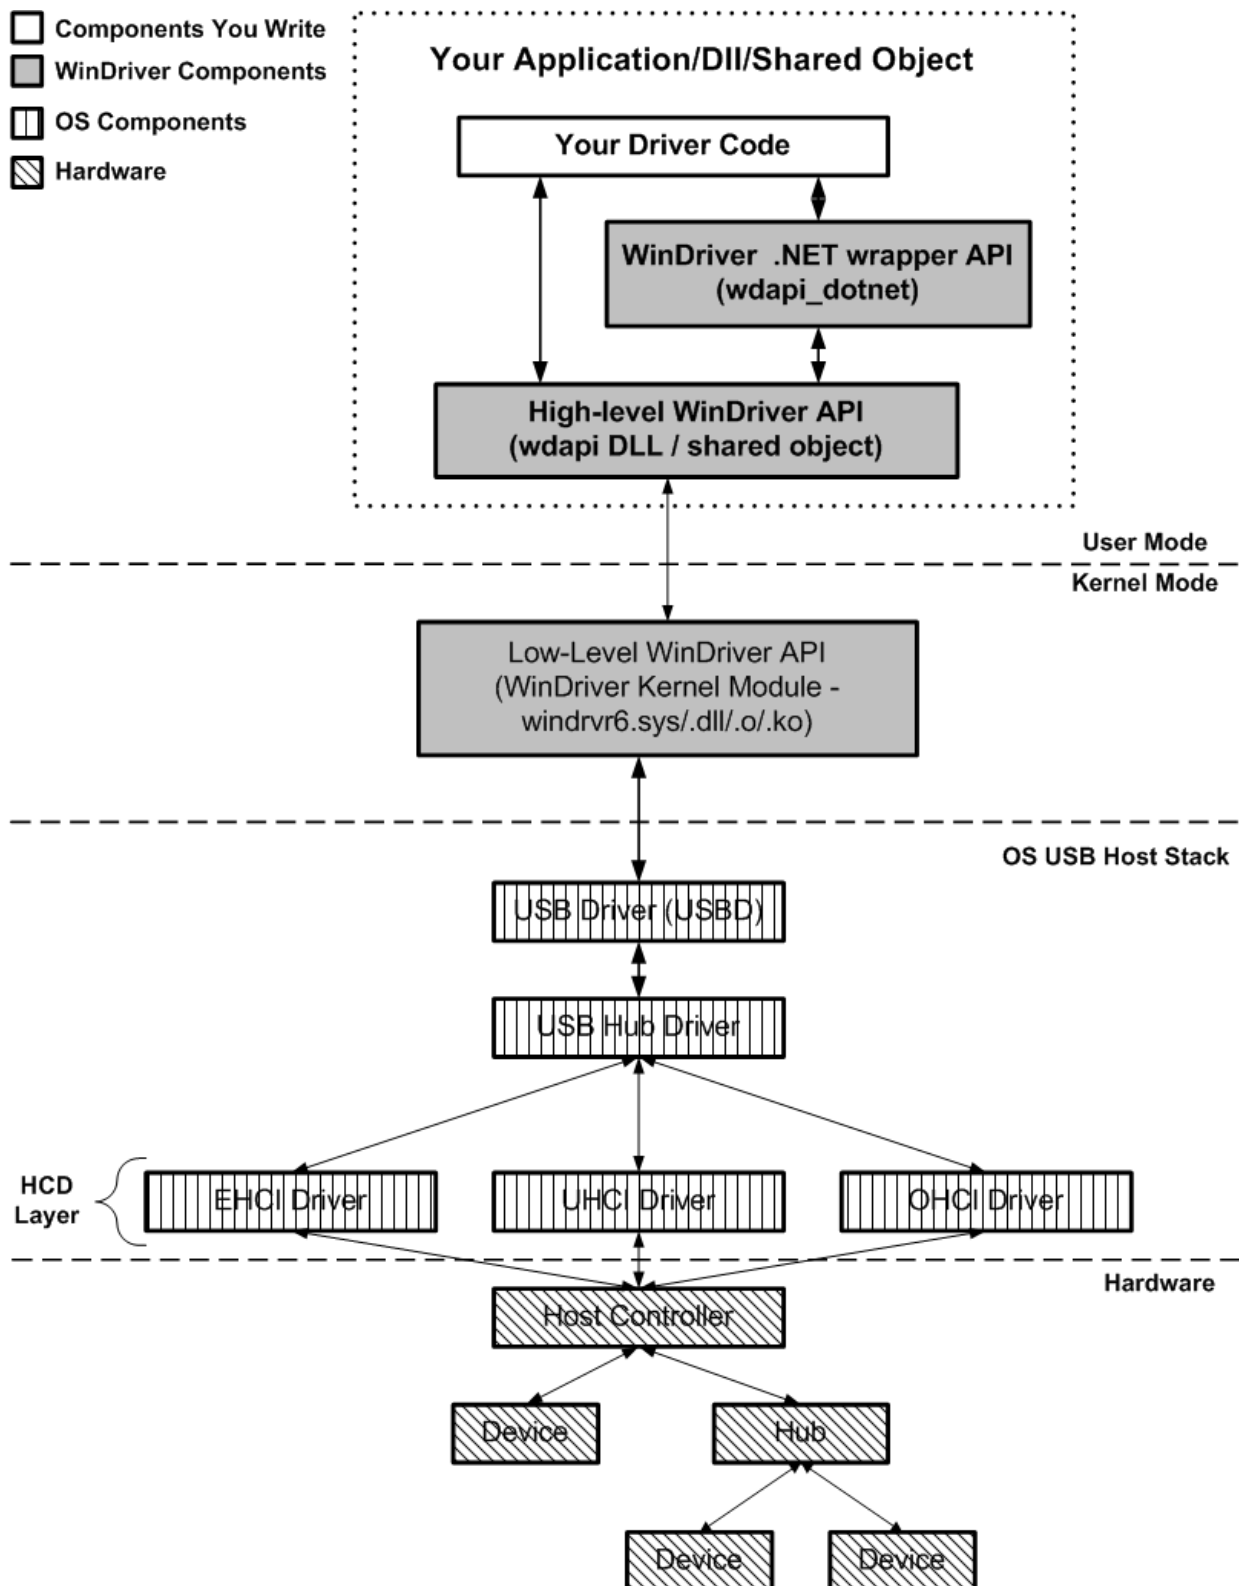 Components You Write
WinDriver Components
OS Components
Hardware
Your Application/Dll/Shared Object
Your Driver Code
WinDriver .NET wrapper API
(wdapi_dotnet)
High-level WinDriver API
(wdapi DLL / shared object)
User Mode
Kernel Mode
Low-Level WinDriver API
(WinDriver Kernel Module -
windrvr6.sys/.dll/.o/.ko)
OS USB Host Stack
USB Driver (USBD)
USB Hub Driver
HCD
Layer
EHCI Driver
UHCI Driver
OHCI Driver
Hardware
Host Controller
Device
Hub
Device
Device